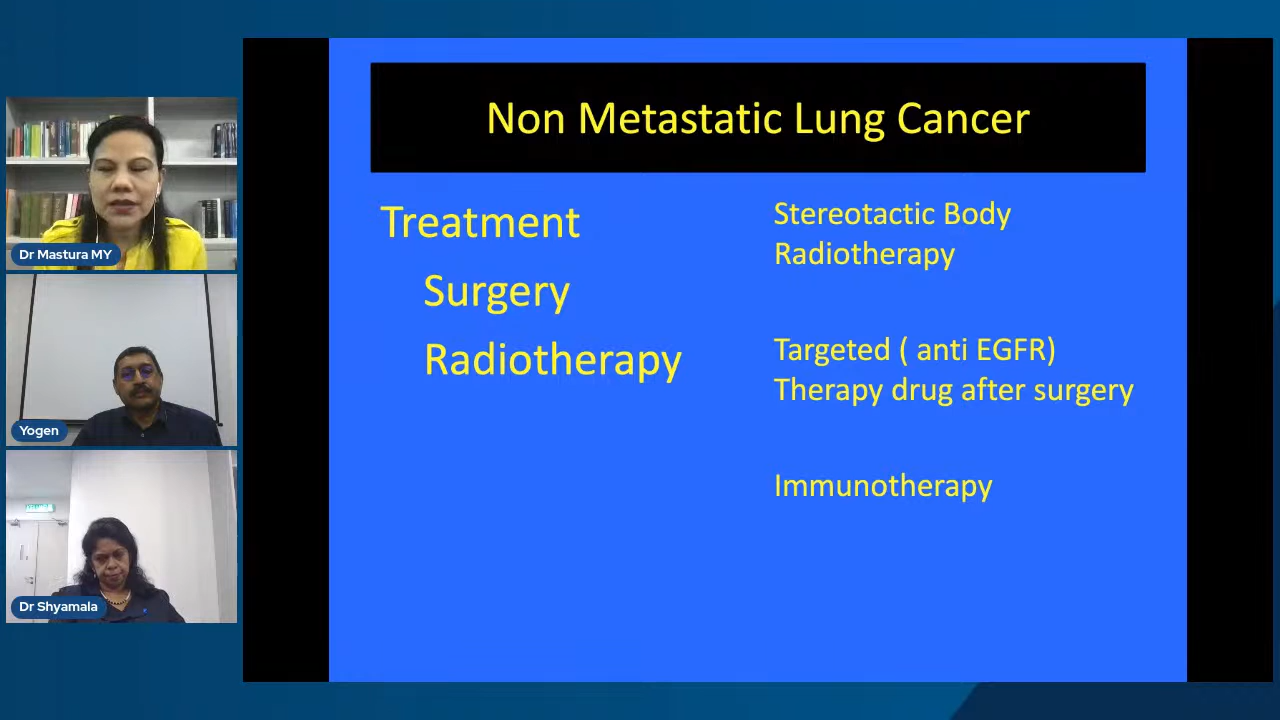 Non Metastatic Lung Cancer
Treatment
Surgery
Radiotherapy
Stereotactic Body
Radiotherapy
Targeted ( anti EGFR)
Therapy drug after surgery
Immunotherapy
Dr Mastura MY
Yogen
Dr Shyamala